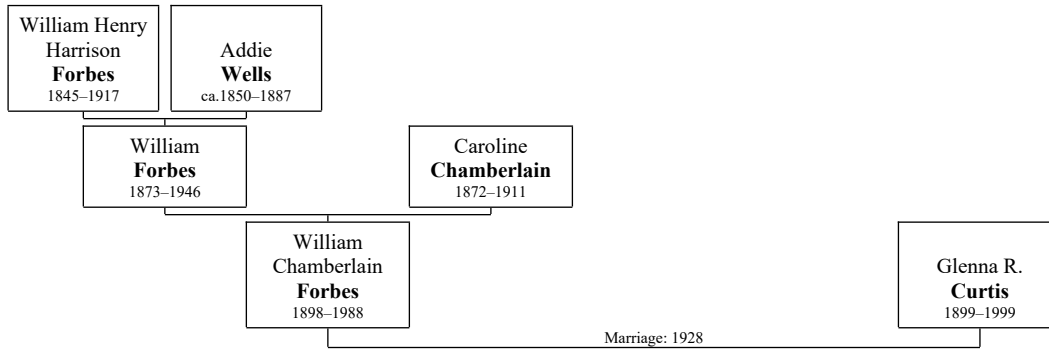 William Henry
Harrison
Forbes
1845–1917
Addie
Wells
ca.1850–1887
William
Forbes
1873–1946
Caroline
Chamberlain
1872–1911
William
Chamberlain
Forbes
1898–1988
Glenna R.
Curtis
1899–1999
Marriage: 1928